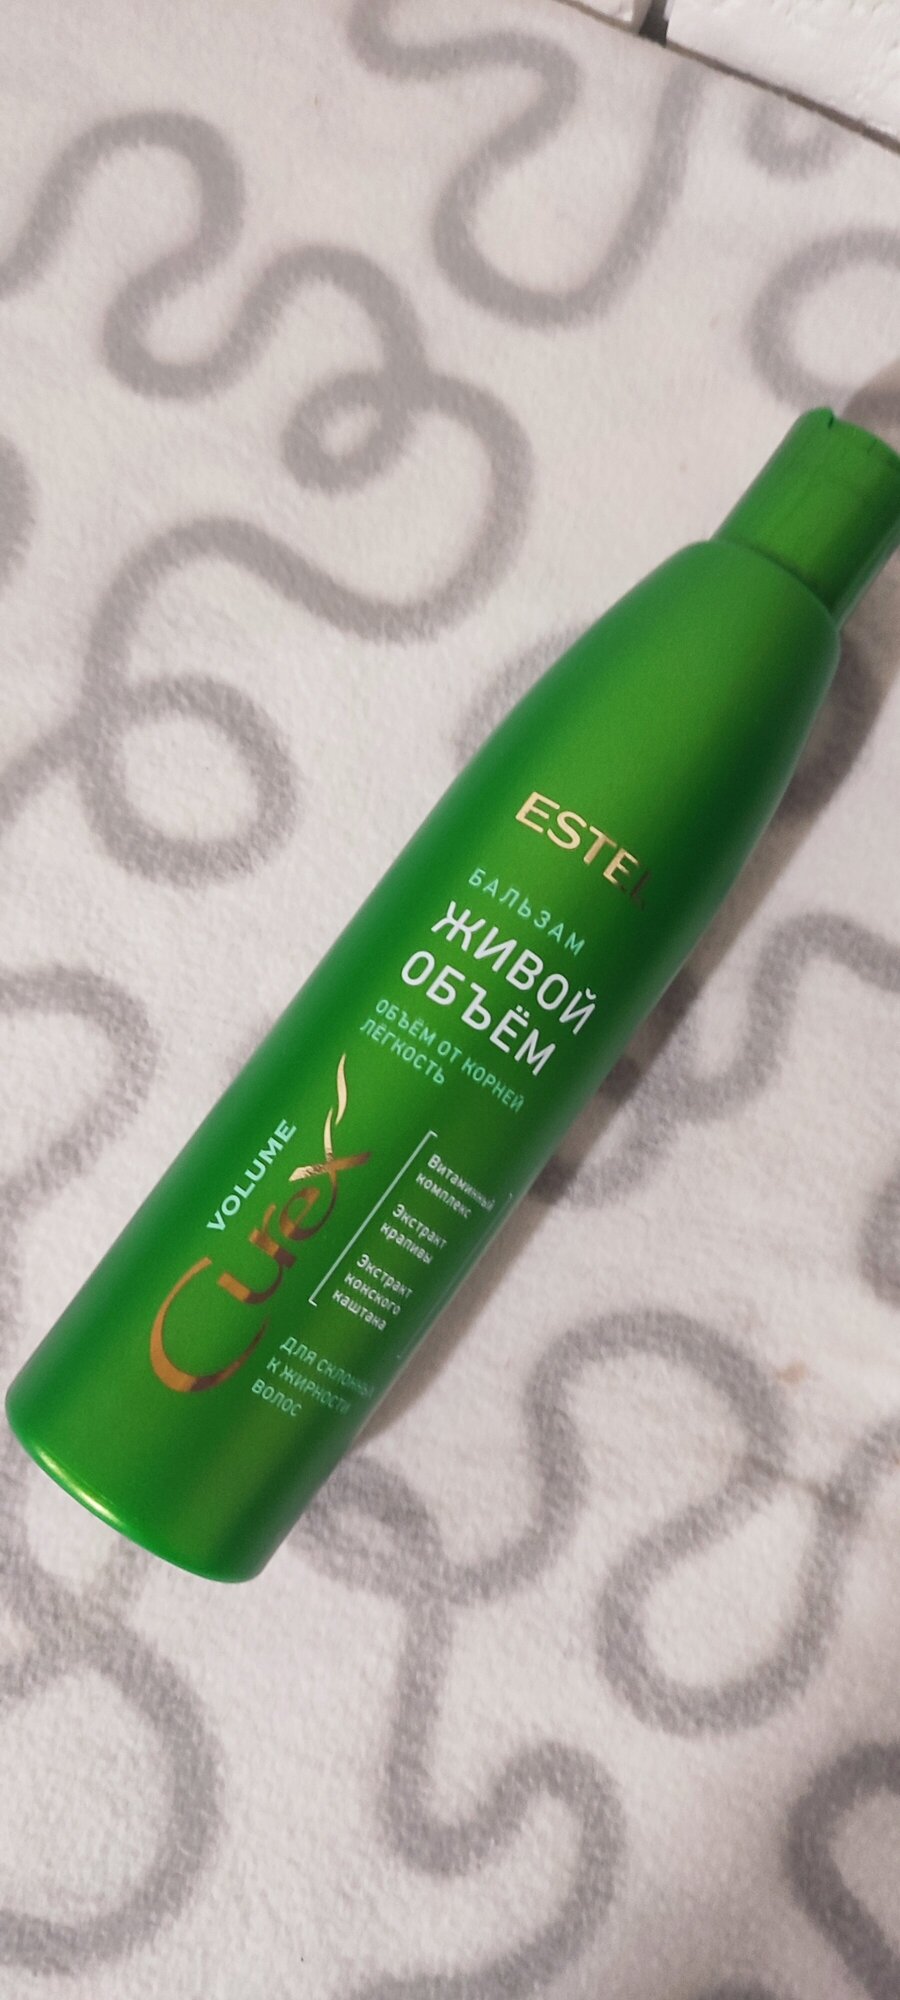 ESTEL
БАЛЬЗАМ
ЖИВОЙ
ОБЪЁМ
ОБЪЁМ ОТ КОРНЕЙ
ЛЁГКОСТЬ
VOLUME
Curex
Витаминный
комплекс
Экстракт
крапивы
Экстракт
конского
каштана
ДЛЯ СКЛОННЫХ
К ЖИРНОСТИ
ВОЛОС